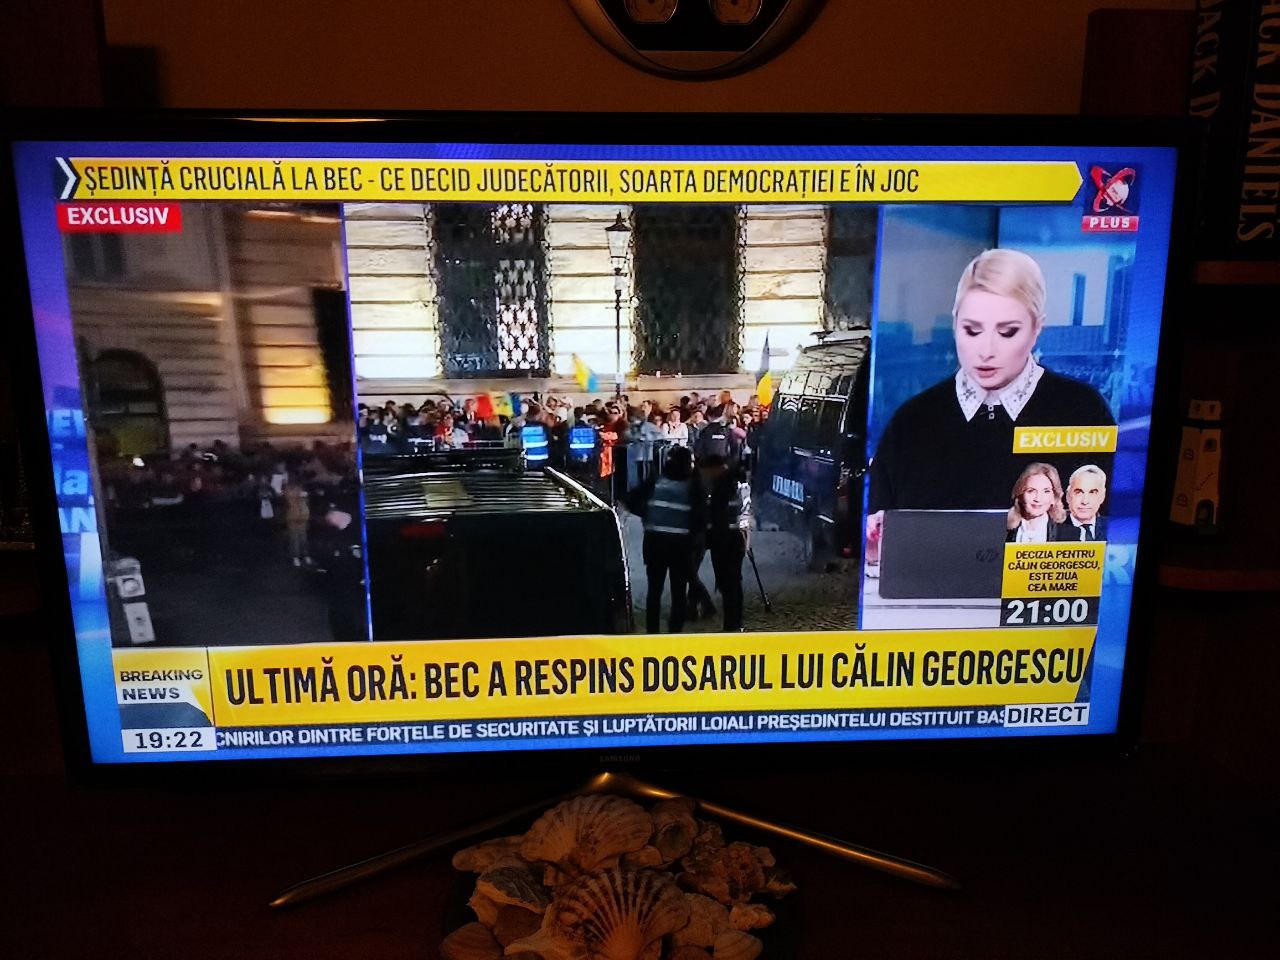 ȘEDINȚĂ CRUCIALĂ LA BEC - CE DECID JUDECĂTORII, SOARTA DEMOCRAȚIEI E ÎN JOC
EXCLUSIV
PLUS
EXCLUSIV
DECIZIA PENTRU
CĂLIN GEORGESCU,
ESTE ZIUA
CEA MARE
21:00
BREAKING
NEWS
ULTIMĂ ORĂ: BEC A RESPINS DOSARUL LUI CĂLIN GEORGESCU
19:22
CNIRILOR DINTRE FORȚELE DE SECURITATE ȘI LUPTĂTORII LOIALI PREȘEDINTELUI DESTITUIT BAS
DIRECT
SAMSUNG
JACK DANIELS
JACK D